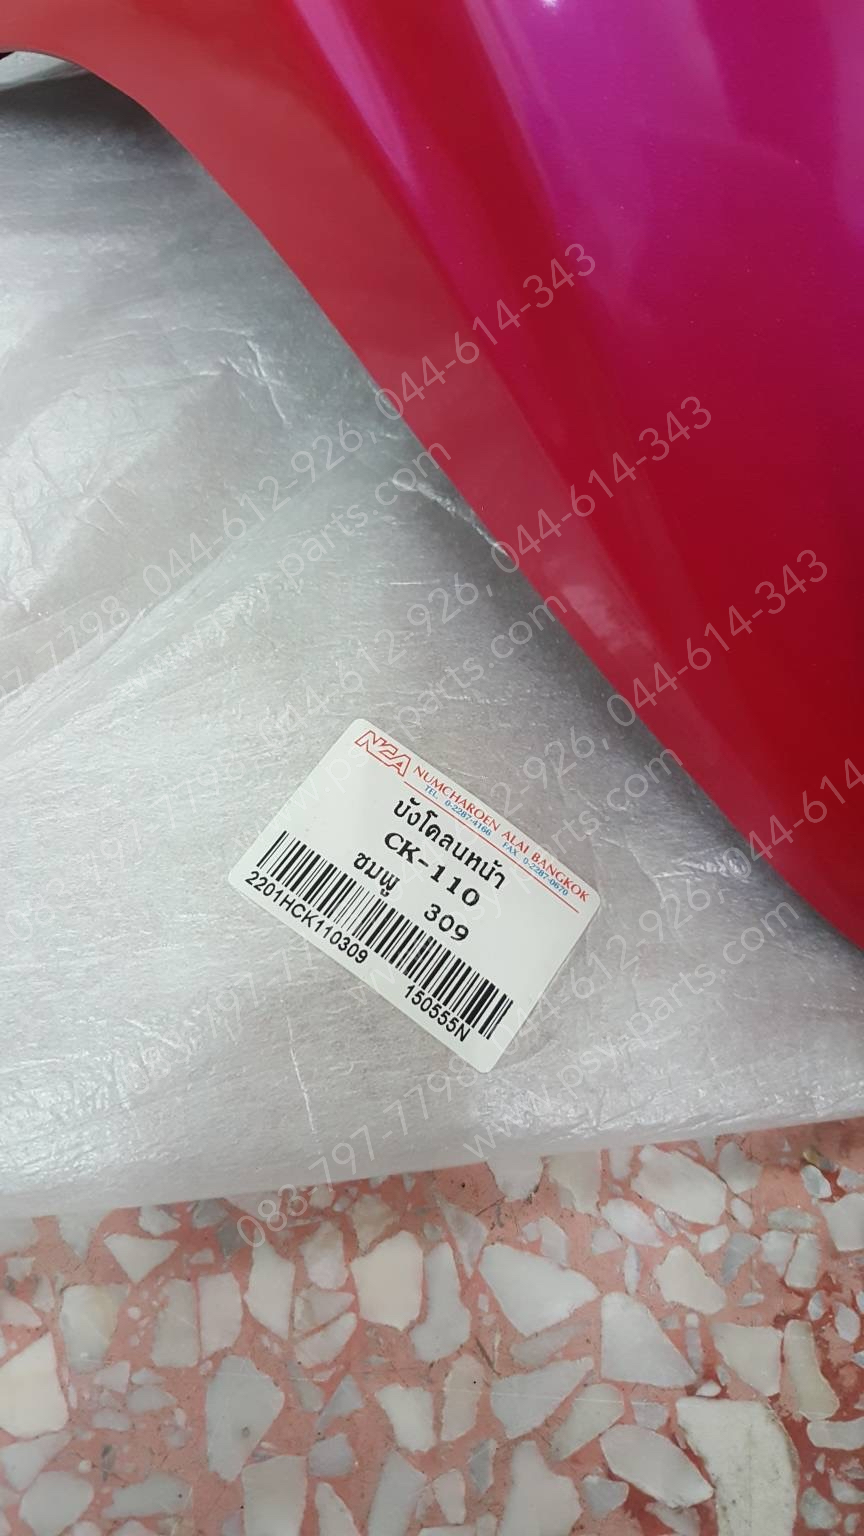 NCA NUMCHAROEN ALAI BANGKOK
TEL. 0-2287-4166 FAX 0-2287-0670
บังโคลนหน้า
CK-110
ชมพู 309
2201HCK110309 150555N
083-797-7798, 044-612-926, 044-614-343
www.psy-parts.com